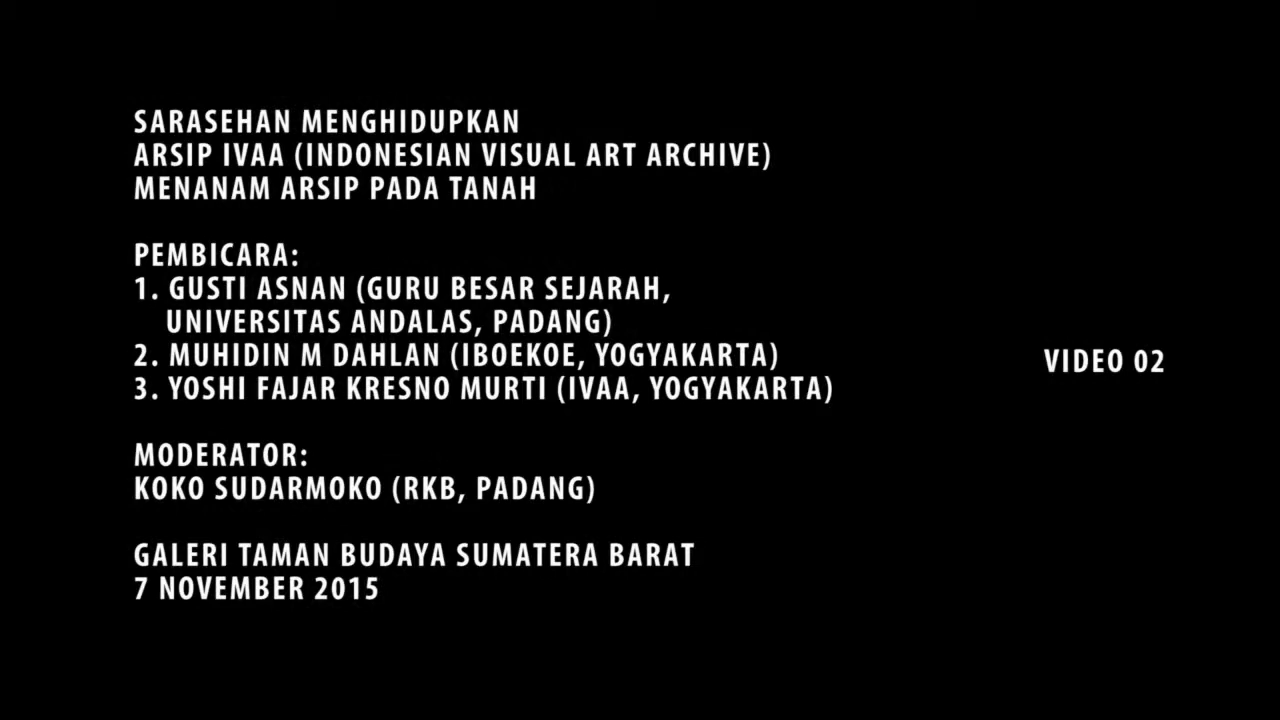 SARASEHAN MENGHIDUPKAN
ARSIP IVAA (INDONESIAN VISUAL ART ARCHIVE)
MENANAM ARSIP PADA TANAH
PEMBICARA:
1. GUSTI ASNAN (GURU BESAR SEJARAH,
UNIVERSITAS ANDALAS, PADANG)
2. MUHIDIN M DAHLAN (IBOEKOE, YOGYAKARTA)
3. YOSHI FAJAR KRESNO MURTI (IVAA, YOGYAKARTA)
VIDEO 02
MODERATOR:
KOKO SUDARMOKO (RKB, PADANG)
GALERI TAMAN BUDAYA SUMATERA BARAT
7 NOVEMBER 2015